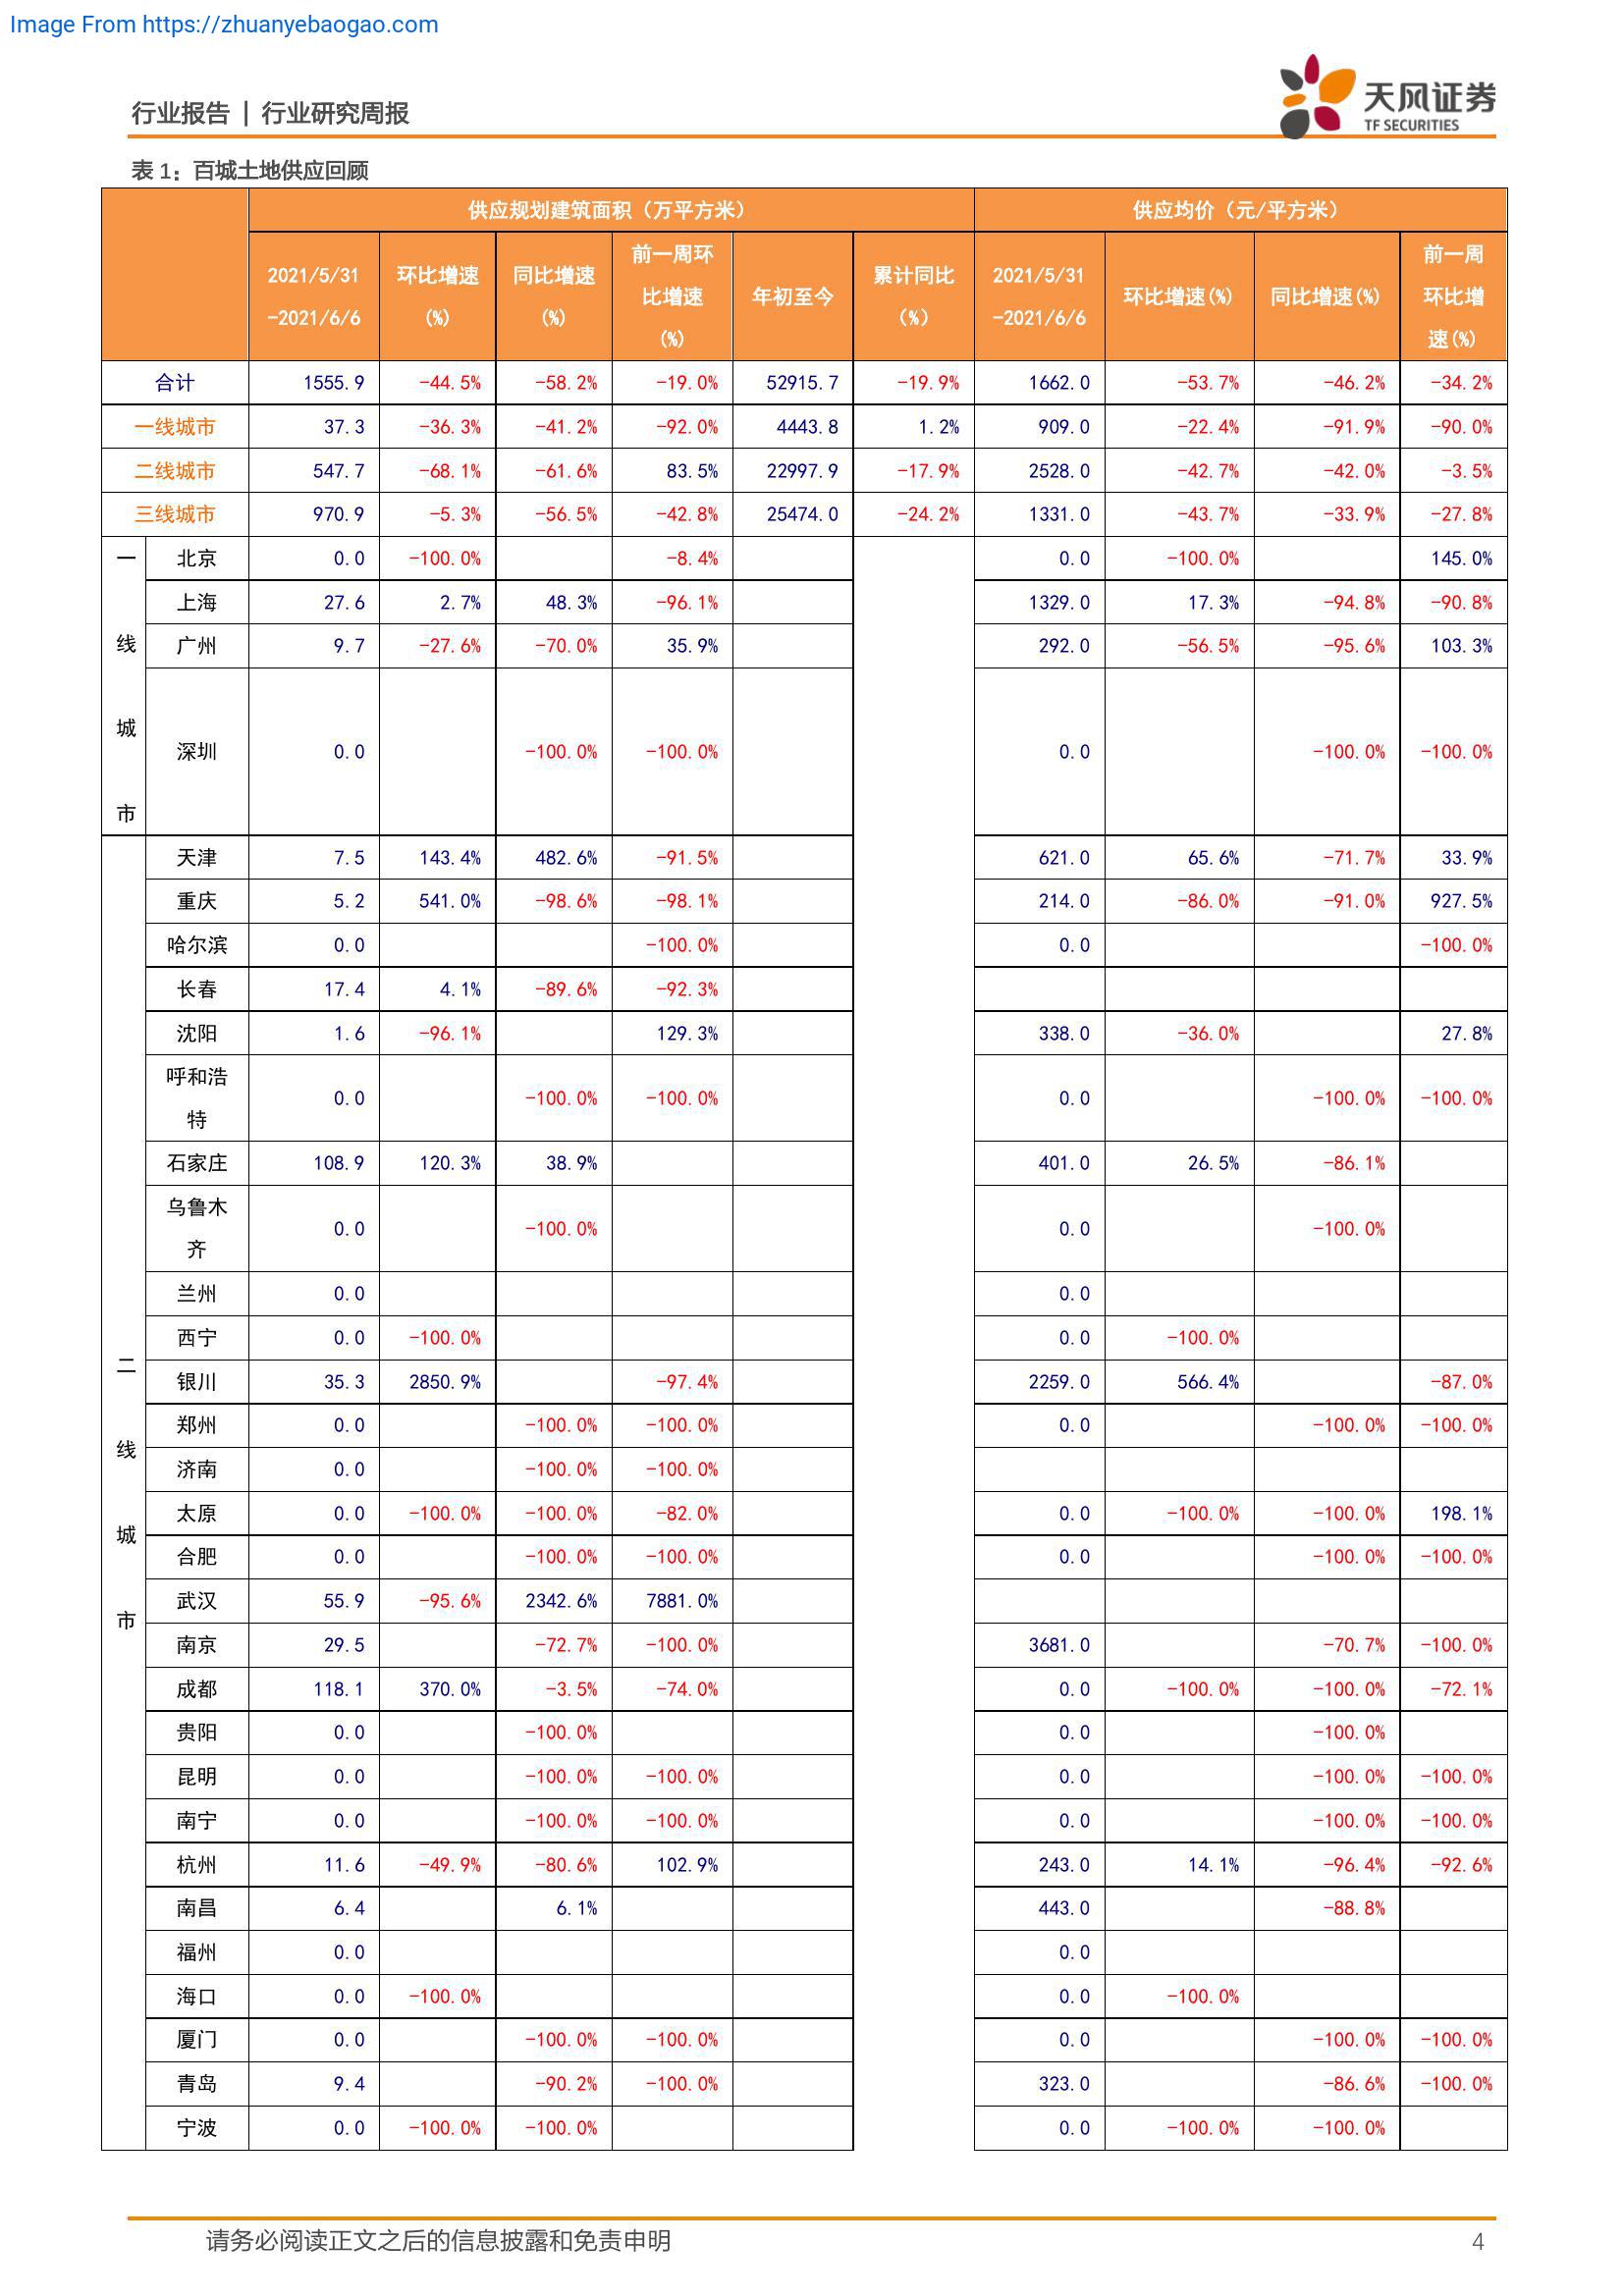 Image From https://zhuanyebaogao.com
行业报告 | 行业研究周报
天风证券
TF SECURITIES
表 1：百城土地供应回顾
供应规划建筑面积（万平方米） 供应均价（元/平方米）
2021/5/31-2021/6/6 环比增速(%) 同比增速(%) 前一周环比增速(%) 年初至今 累计同比（%） 2021/5/31-2021/6/6 环比增速(%) 同比增速(%) 前一周环比增速(%)
合计 1555.9 -44.5% -58.2% -19.0% 52915.7 -19.9% 1662.0 -53.7% -46.2% -34.2%
一线城市 37.3 -36.3% -41.2% -92.0% 4443.8 1.2% 909.0 -22.4% -91.9% -90.0%
二线城市 547.7 -68.1% -61.6% 83.5% 22997.9 -17.9% 2528.0 -42.7% -42.0% -3.5%
三线城市 970.9 -5.3% -56.5% -42.8% 25474.0 -24.2% 1331.0 -43.7% -33.9% -27.8%
一线城市
北京 0.0 -100.0% -8.4% 0.0 -100.0% 145.0%
上海 27.6 2.7% 48.3% -96.1% 1329.0 17.3% -94.8% -90.8%
广州 9.7 -27.6% -70.0% 35.9% 292.0 -56.5% -95.6% 103.3%
深圳 0.0 -100.0% -100.0% 0.0 -100.0% -100.0%
二线城市
天津 7.5 143.4% 482.6% -91.5% 621.0 65.6% -71.7% 33.9%
重庆 5.2 541.0% -98.6% -98.1% 214.0 -86.0% -91.0% 927.5%
哈尔滨 0.0 -100.0% 0.0 -100.0%
长春 17.4 4.1% -89.6% -92.3%
沈阳 1.6 -96.1% 129.3% 338.0 -36.0% 27.8%
呼和浩特 0.0 -100.0% -100.0% 0.0 -100.0% -100.0%
石家庄 108.9 120.3% 38.9% 401.0 26.5% -86.1%
乌鲁木齐 0.0 -100.0% 0.0 -100.0%
兰州 0.0 0.0
西宁 0.0 -100.0% 0.0 -100.0%
银川 35.3 2850.9% -97.4% 2259.0 566.4% -87.0%
郑州 0.0 -100.0% -100.0% 0.0 -100.0% -100.0%
济南 0.0 -100.0% -100.0%
太原 0.0 -100.0% -100.0% -82.0% 0.0 -100.0% -100.0% 198.1%
合肥 0.0 -100.0% -100.0% 0.0 -100.0% -100.0%
武汉 55.9 -95.6% 2342.6% 7881.0%
南京 29.5 -72.7% -100.0% 3681.0 -70.7% -100.0%
成都 118.1 370.0% -3.5% -74.0% 0.0 -100.0% -100.0% -72.1%
贵阳 0.0 -100.0% 0.0 -100.0%
昆明 0.0 -100.0% -100.0% 0.0 -100.0% -100.0%
南宁 0.0 -100.0% -100.0% 0.0 -100.0% -100.0%
杭州 11.6 -49.9% -80.6% 102.9% 243.0 14.1% -96.4% -92.6%
南昌 6.4 6.1% 443.0 -88.8%
福州 0.0 0.0
海口 0.0 -100.0% 0.0 -100.0%
厦门 0.0 -100.0% -100.0% 0.0 -100.0% -100.0%
青岛 9.4 -90.2% -100.0% 323.0 -86.6% -100.0%
宁波 0.0 -100.0% -100.0% 0.0 -100.0% -100.0%
请务必阅读正文之后的信息披露和免责申明 4